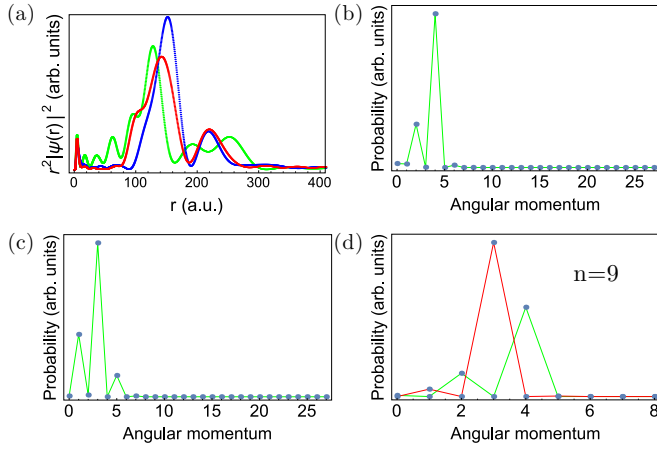 (a)
r²|ψ(r)|² (arb. units)
0 100 200 300 400
r (a.u.)
(b)
Probability (arb. units)
0 5 10 15 20 25
Angular momentum
(c)
Probability (arb. units)
0 5 10 15 20 25
Angular momentum
(d)
Probability (arb. units)
n=9
0 2 4 6 8
Angular momentum